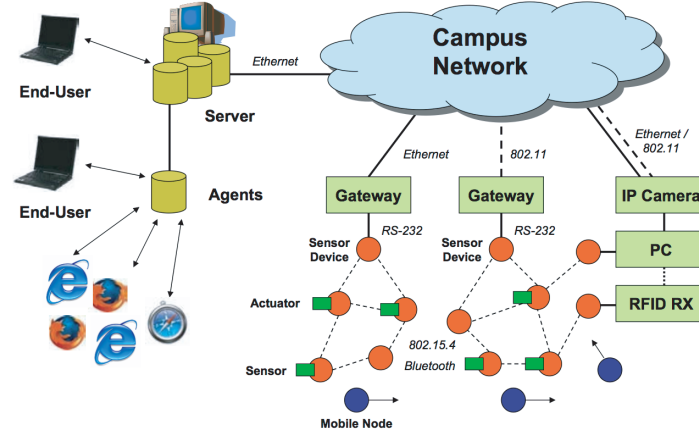 Campus
Network
Ethernet
End-User
Server
Ethernet /
802.11
Ethernet
802.11
End-User
Agents
Gateway
Gateway
IP Camera
RS-232
RS-232
Sensor
Device
Sensor
Device
PC
Actuator
RFID RX
802.15.4
Sensor
Bluetooth
Mobile Node